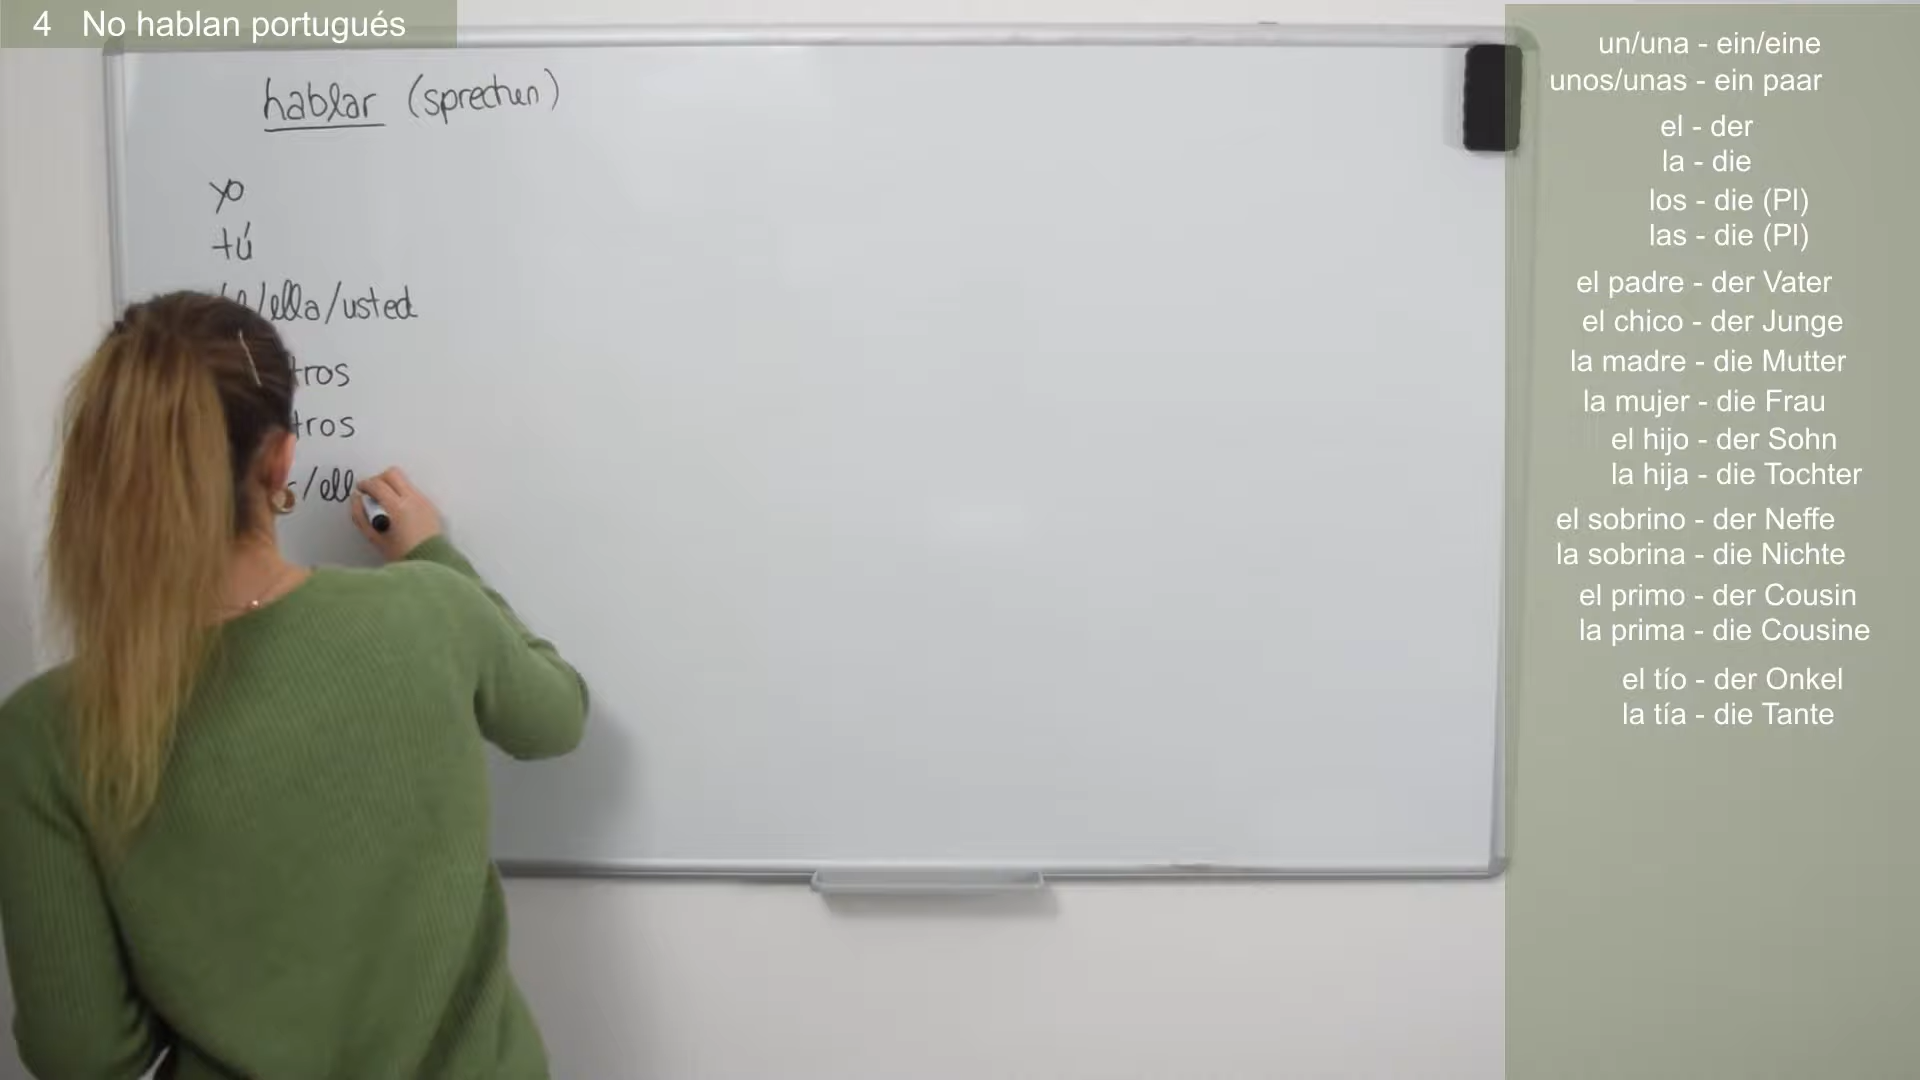 4 No hablan portugués
hablar (sprechen)
yo
tú
/ella/usted
tros
tros
/ell
un/una - ein/eine
unos/unas - ein paar
el - der
la - die
los - die (Pl)
las - die (Pl)
el padre - der Vater
el chico - der Junge
la madre - die Mutter
la mujer - die Frau
el hijo - der Sohn
la hija - die Tochter
el sobrino - der Neffe
la sobrina - die Nichte
el primo - der Cousin
la prima - die Cousine
el tío - der Onkel
la tía - die Tante